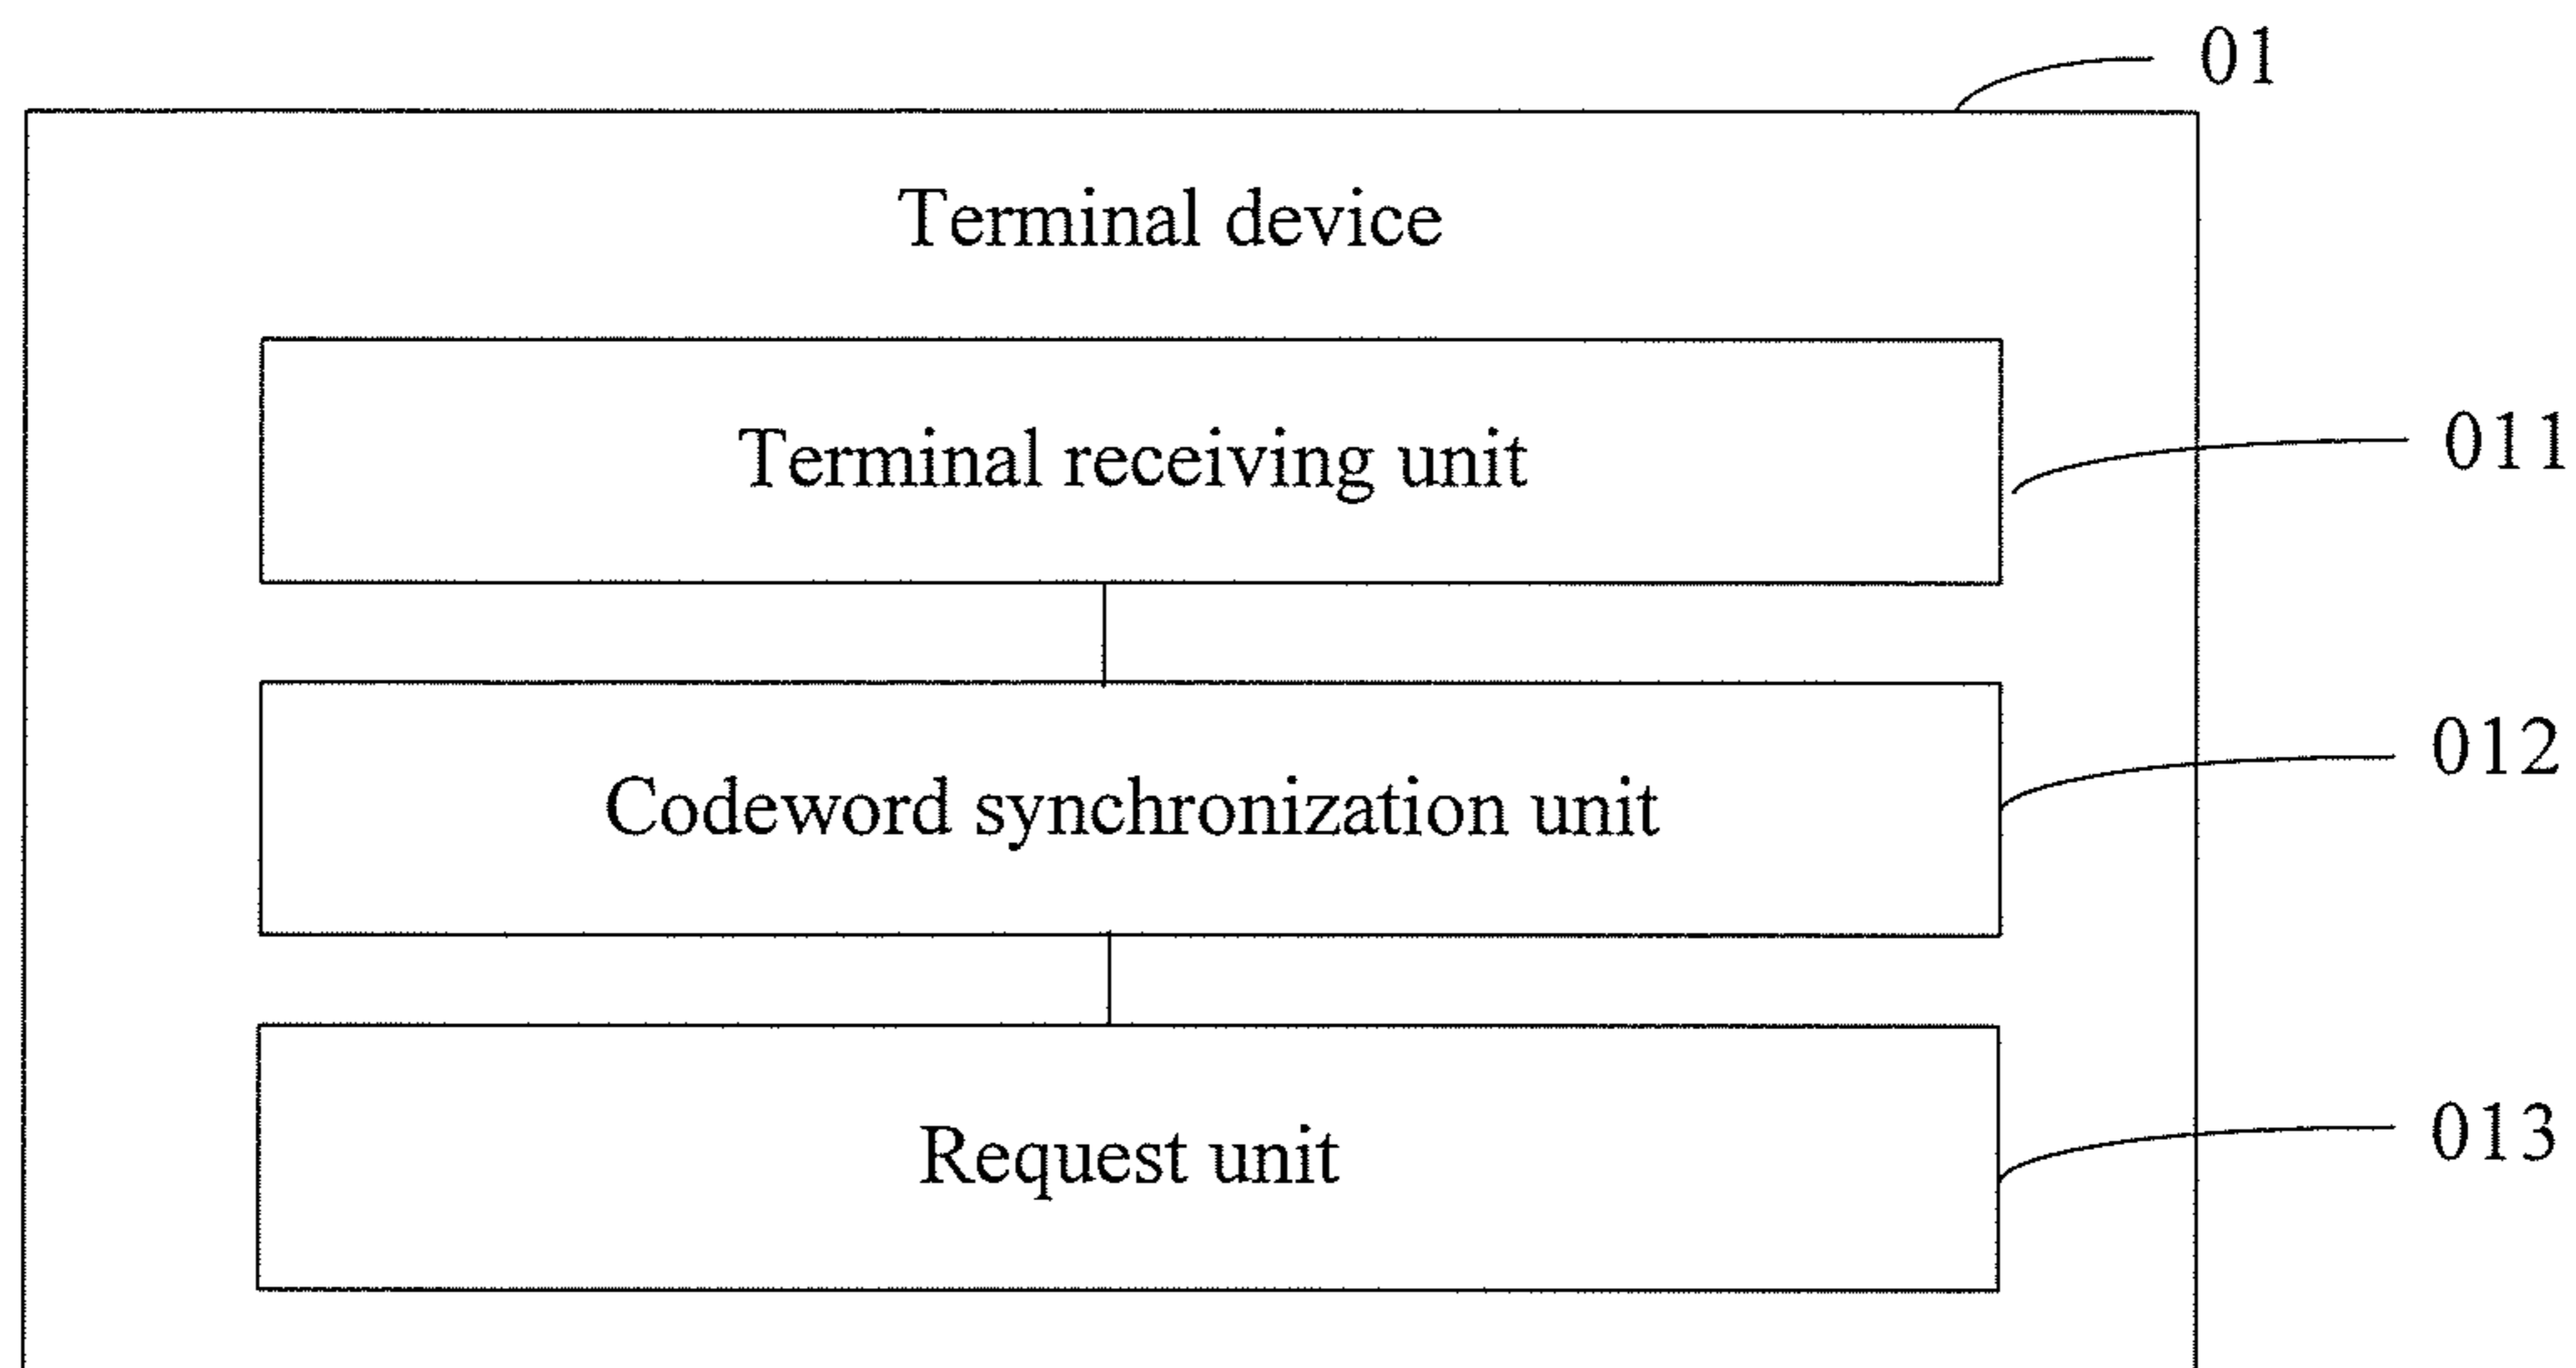 01
Terminal device
Terminal receiving unit
011
Codeword synchronization unit
012
Request unit
013